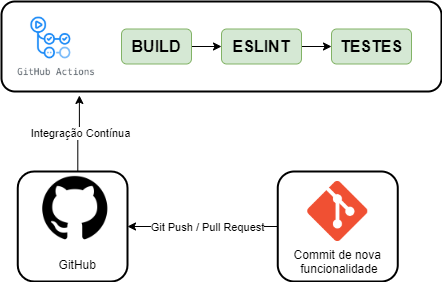 BUILD
ESLINT
TESTES
GitHub Actions
Integração Contínua
Git Push / Pull Request
GitHub
Commit de nova
funcionalidade